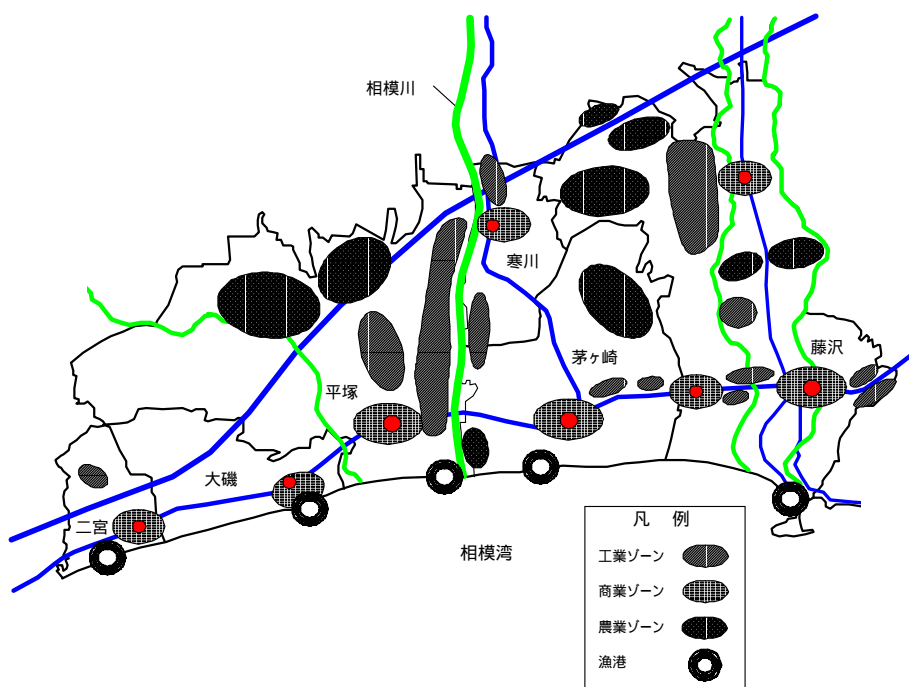 相模川
寒川
藤沢
茅ヶ崎
平塚
大磯
二宮
相模湾
凡 例
工業ゾーン
商業ゾーン
農業ゾーン
漁港